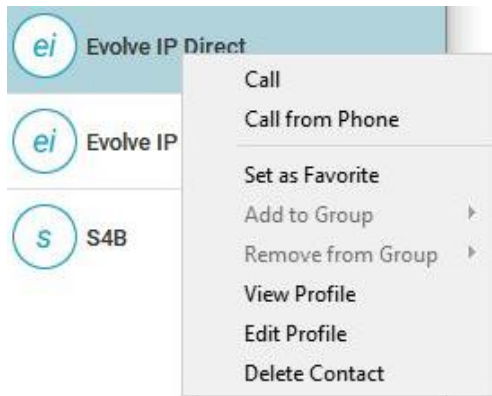 ei Evolve IP Direct
Call
Call from Phone
ei Evolve IP
Set as Favorite
Add to Group
s S4B
Remove from Group
View Profile
Edit Profile
Delete Contact